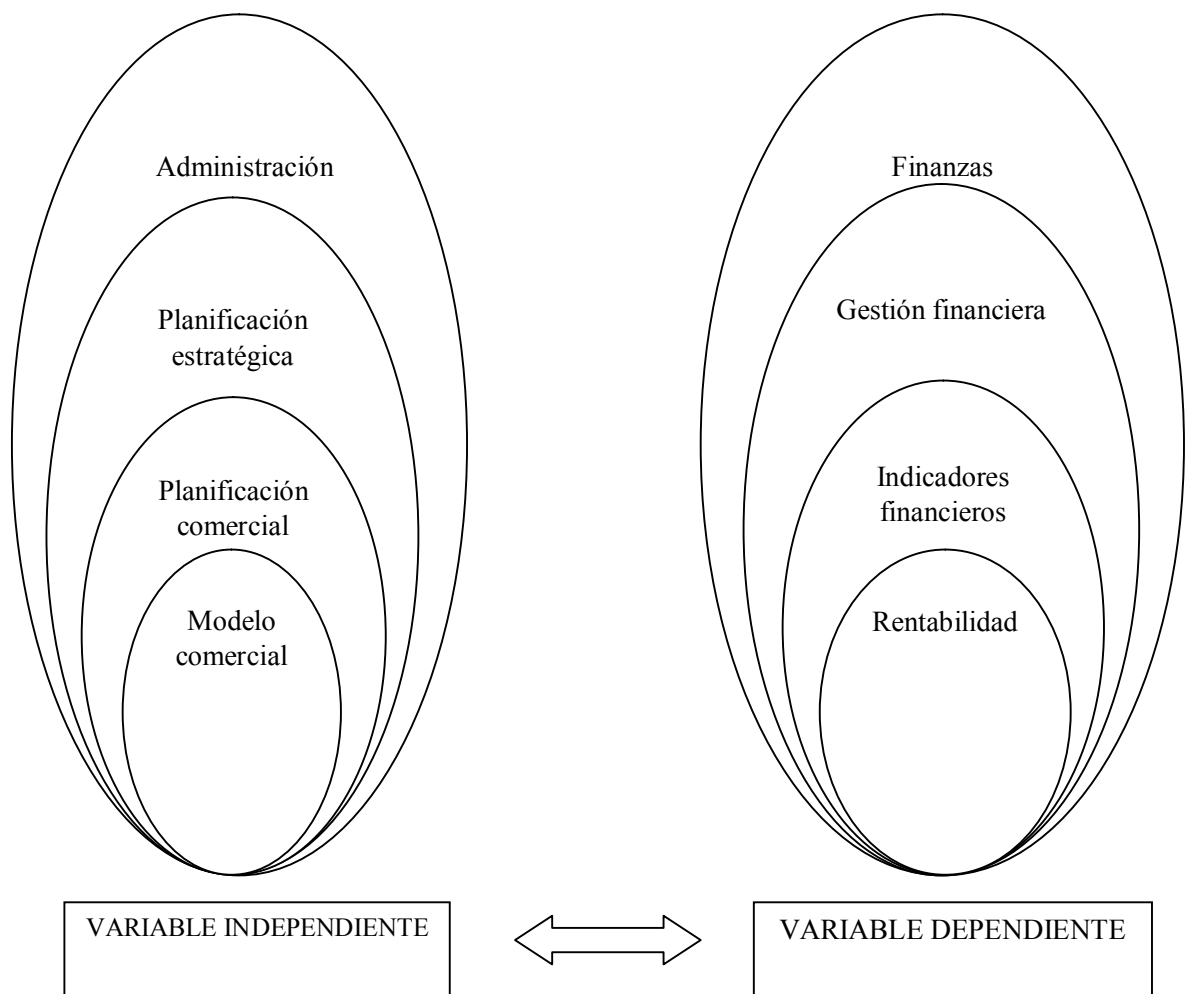 Administración
Planificación
estratégica
Planificación
comercial
Modelo
comercial
VARIABLE INDEPENDIENTE
Finanzas
Gestión financiera
Indicadores
financieros
Rentabilidad
VARIABLE DEPENDIENTE